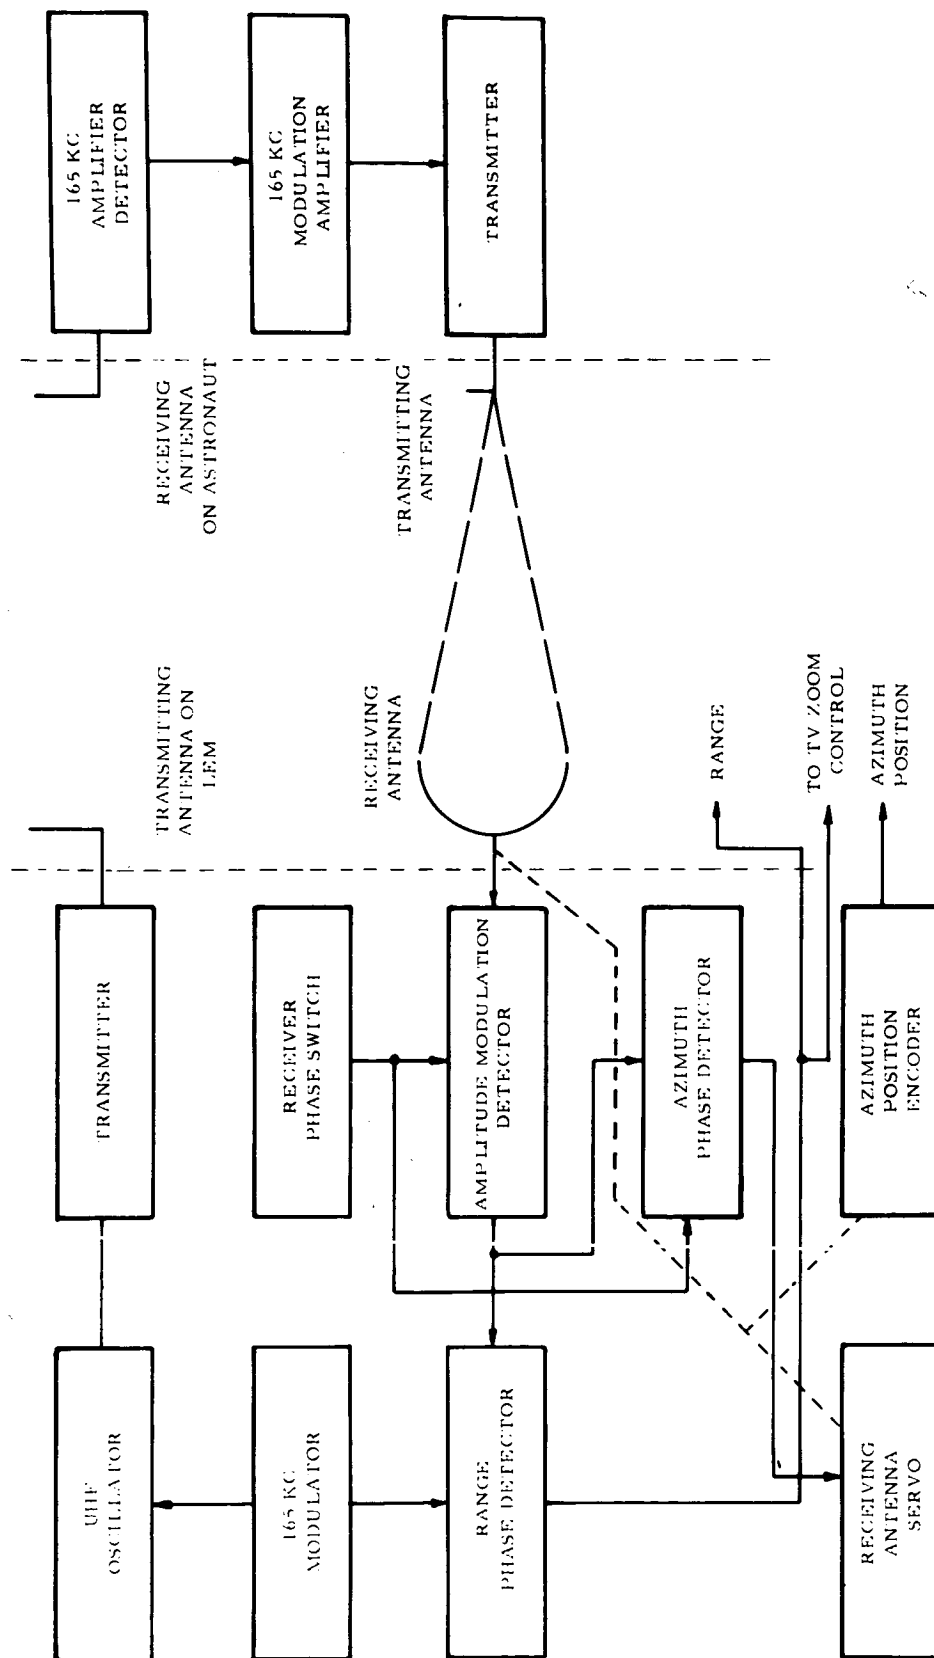 UHF
OSCILLATOR
TRANSMITTER
TRANSMITTING
ANTENNA ON
LEM
RECEIVING
ANTENNA
ON ASTRONAUT
165 KC
AMPLIFIER
DETECTOR
165 KC
MODULATOR
RECEIVER
PHASE SWITCH
165 KC
MODULATION
AMPLIFIER
RANGE
PHASE DETECTOR
AMPLITUDE MODULATION
DETECTOR
RECEIVING
ANTENNA
TRANSMITTING
ANTENNA
TRANSMITTER
AZIMUTH
PHASE DETECTOR
RANGE
RECEIVING
ANTENNA
SERVO
AZIMUTH
POSITION
ENCODER
TO TV ZOOM
CONTROL
AZIMUTH
POSITION